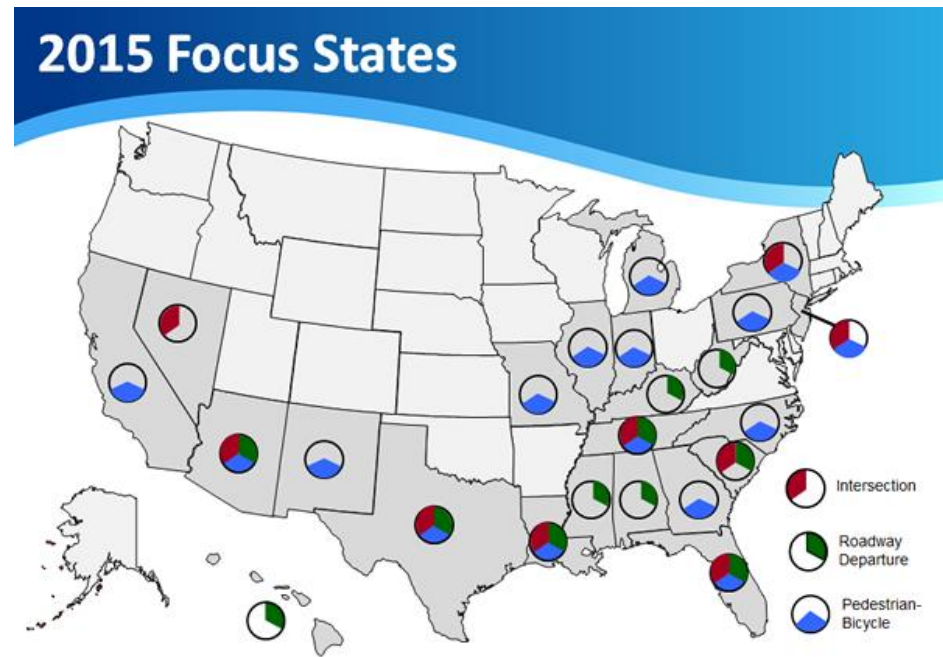 2015 Focus States
Intersection
Roadway
Departure
Pedestrian-
Bicycle